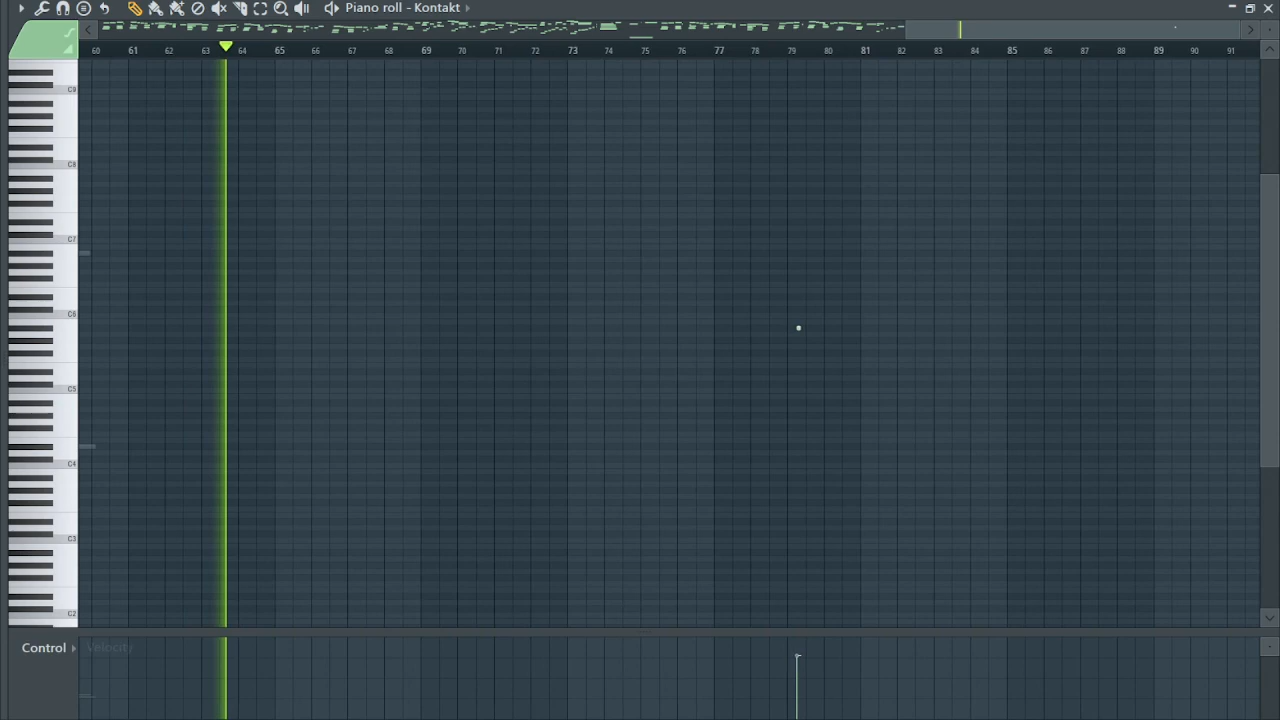 Piano roll - Kontakt
60 61 62 63 64 65 66 67 68 69 70 71 72 73 74 75 76 77 78 79 80 81 82 83 84 85 86 87 88 89 90 91
C9
C8
C7
C6
C5
C4
C3
C2
Control Velocity